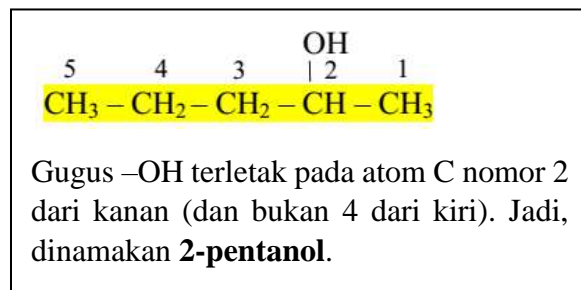 OH
5 4 3 | 2 1
CH₃ – CH₂ – CH₂ – CH – CH₃
Gugus –OH terletak pada atom C nomor 2
dari kanan (dan bukan 4 dari kiri). Jadi,
dinamakan 2-pentanol.